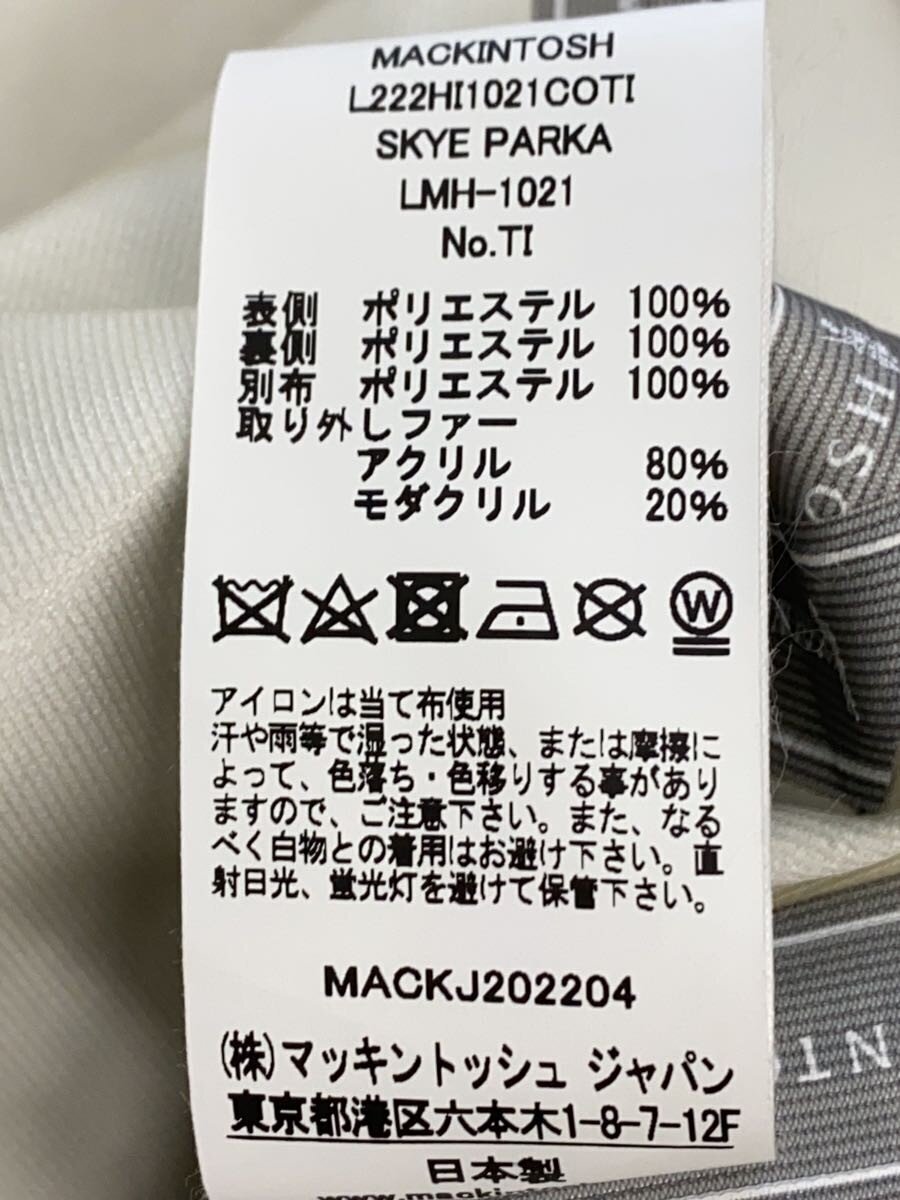 MACKINTOSH
L222HI1021COTI
SKYE PARKA
LMH-1021
No.TI
表側 ポリエステル 100%
裏側 ポリエステル 100%
別布 ポリエステル 100%
取り外しファー
アクリル 80%
モダクリル 20%
W
アイロンは当て布使用
汗や雨等で湿った状態、または摩擦に
よって、色落ち・色移りする事があり
ますので、ご注意下さい。また、なる
べく白物との着用はお避け下さい。直
射日光、蛍光灯を避けて保管下さい。
MACKJ202204
(株)マッキントッシュ ジャパン
東京都港区六本木1-8-7-12F
日本製